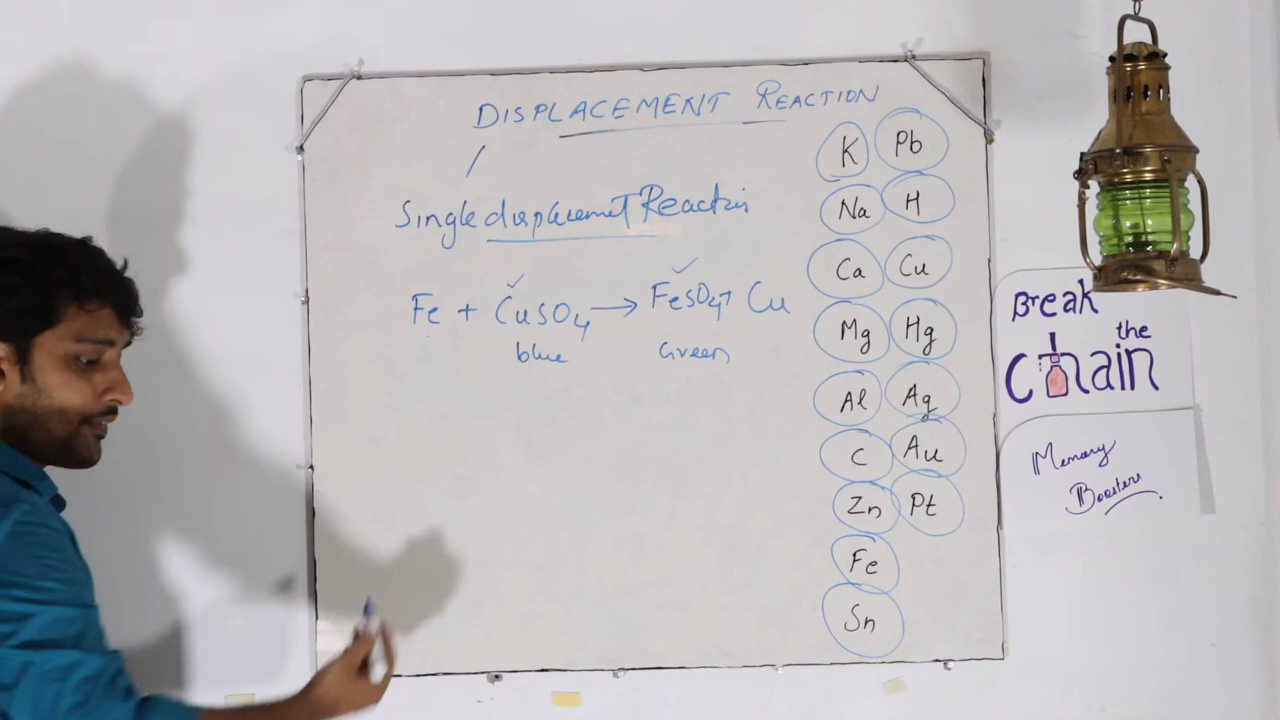 DISPLACEMENT REACTION
Single displacement Reaction
Fe + CuSO4 → FeSO4 + Cu
blue Green
K Pb
Na H
Ca Cu
Mg Hg
Al Ag
C Au
Zn Pt
Fe
Sn
Break
the
Chain
Memory
Boosters